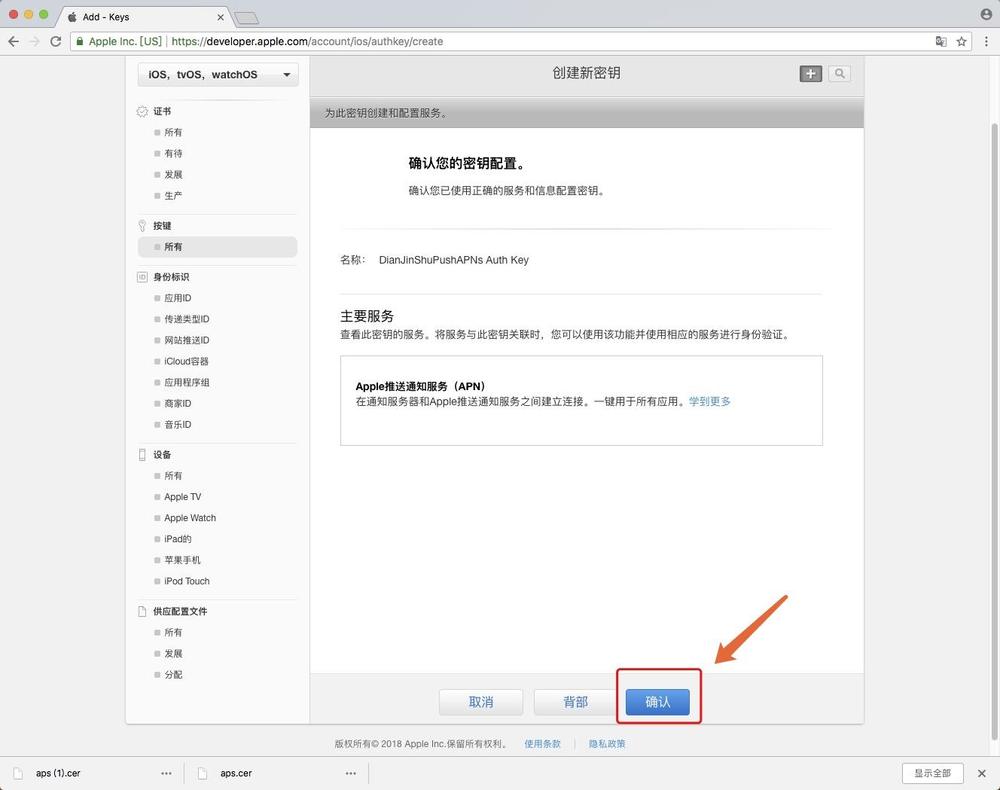 Add - Keys
Apple Inc. [US] | https://developer.apple.com/account/ios/authkey/create
iOS，tvOS，watchOS
创建新密钥
为此密钥创建和配置服务。
证书
所有
有待
发展
生产
按键
所有
身份标识
应用ID
传递类型ID
网站推送ID
iCloud容器
应用程序组
商家ID
音乐ID
设备
所有
Apple TV
Apple Watch
iPad的
苹果手机
iPod Touch
供应配置文件
所有
发展
分配
确认您的密钥配置。
确认您已使用正确的服务和信息配置密钥。
名称： DianJinShuPushAPNs Auth Key
主要服务
查看此密钥的服务。将服务与此密钥关联时，您可以使用该功能并使用相应的服务进行身份验证。
Apple推送通知服务（APN）
在通知服务器和Apple推送通知服务之间建立连接。一键用于所有应用。学到更多
取消 背部 确认
版权所有© 2018 Apple Inc.保留所有权利。 使用条款 | 隐私政策
aps (1).cer aps.cer 显示全部